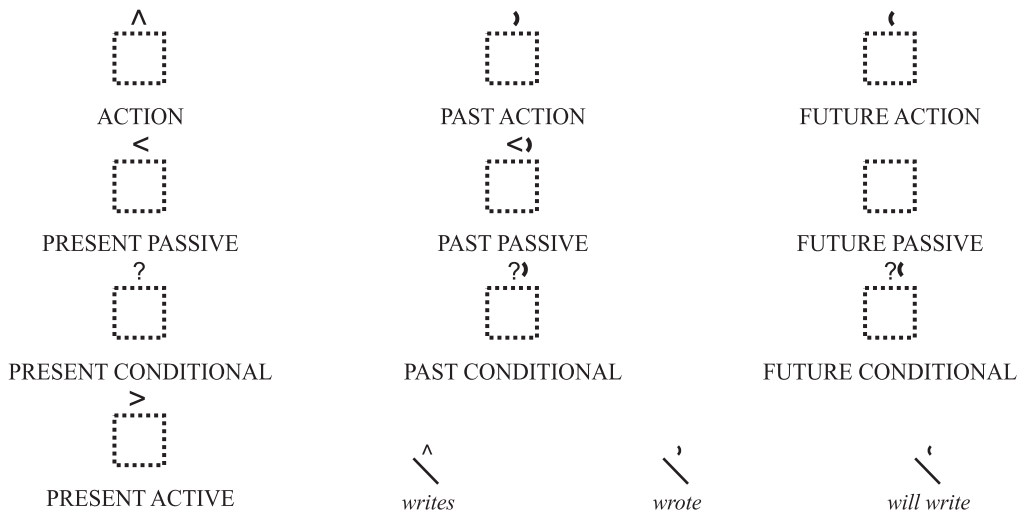 ^ ) (
ACTION PAST ACTION FUTURE ACTION
< <)
PRESENT PASSIVE PAST PASSIVE FUTURE PASSIVE
? ?) ?(
PRESENT CONDITIONAL PAST CONDITIONAL FUTURE CONDITIONAL
>
PRESENT ACTIVE
^ ) (
writes wrote will write